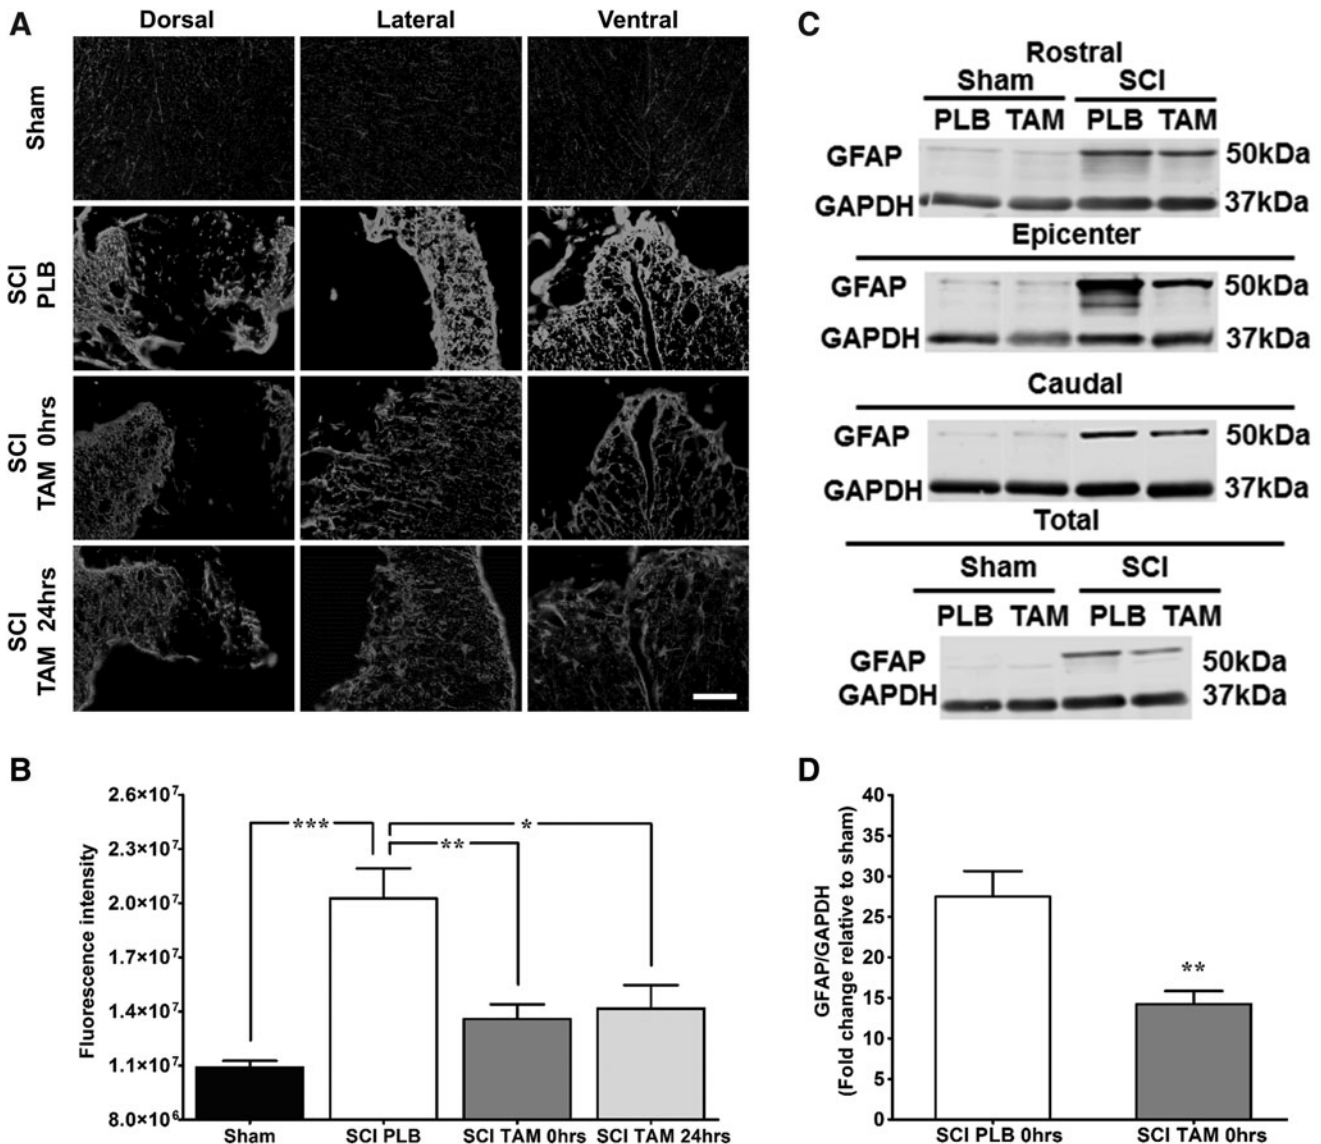 A
Dorsal Lateral Ventral
Sham
SCI
PLB
SCI
TAM 0hrs
SCI
TAM 24hrs
B
Fluorescence intensity
2.6×10⁷
2.3×10⁷
2.0×10⁷
1.7×10⁷
1.4×10⁷
1.1×10⁷
8.0×10⁶
***
**
*
Sham SCI PLB SCI TAM 0hrs SCI TAM 24hrs
C
Rostral
Sham SCI
PLB TAM PLB TAM
GFAP 50kDa
GAPDH 37kDa
Epicenter
GFAP 50kDa
GAPDH 37kDa
Caudal
GFAP 50kDa
GAPDH 37kDa
Total
Sham SCI
PLB TAM PLB TAM
GFAP 50kDa
GAPDH 37kDa
D
GFAP/GAPDH
(Fold change relative to sham)
40
35
30
25
20
15
10
5
0
**
SCI PLB 0hrs SCI TAM 0hrs